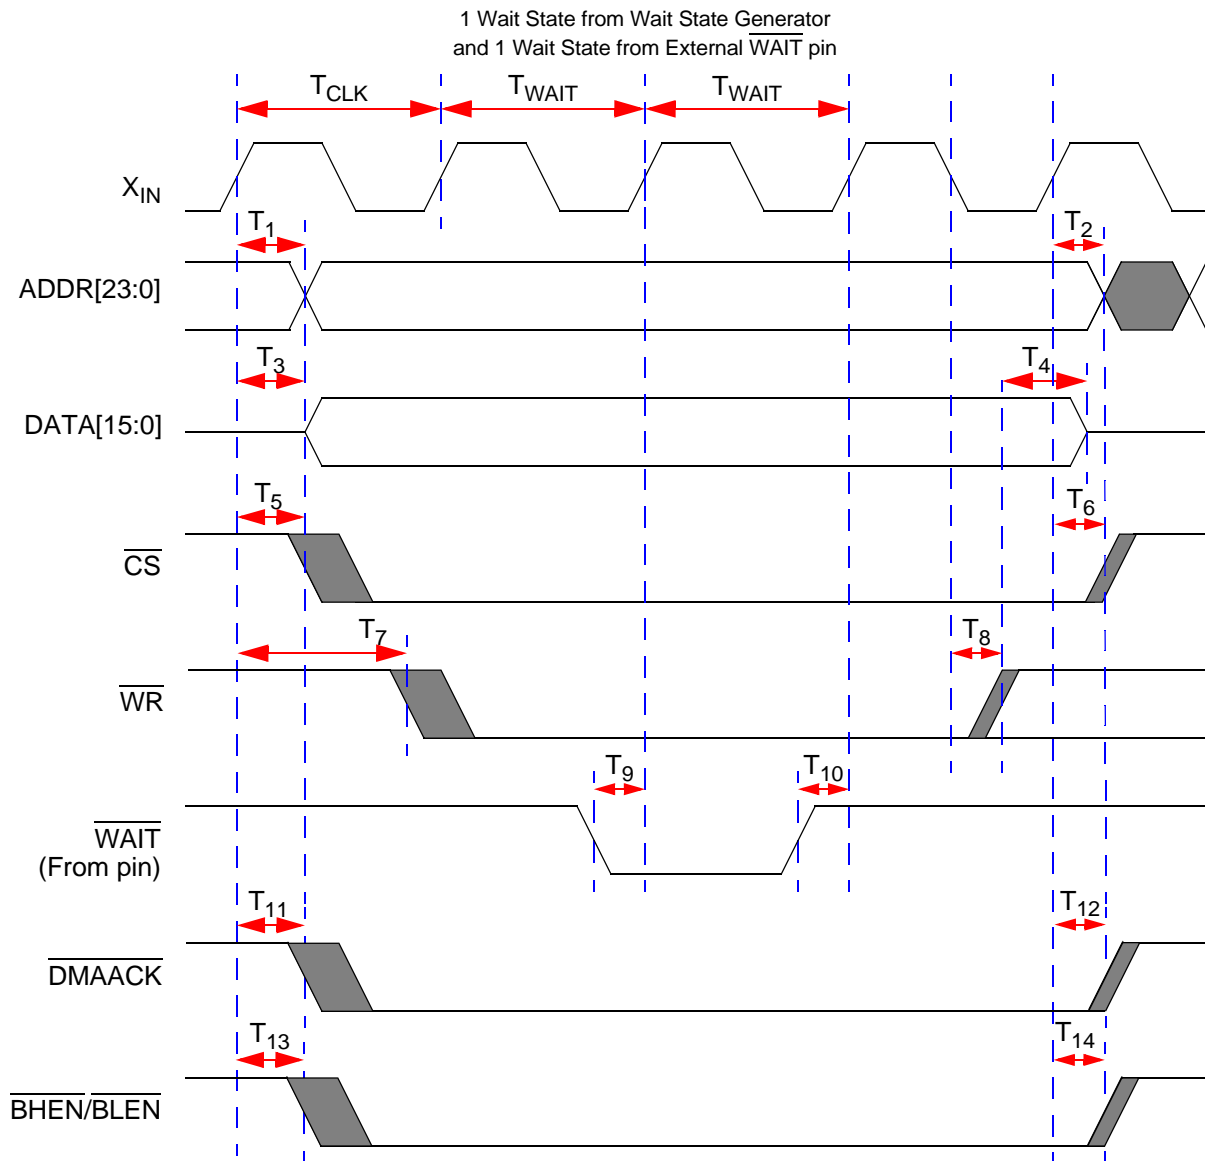 1 Wait State from Wait State Generator
and 1 Wait State from External WAIT pin
TCLK TWAIT TWAIT
XIN
T1 T2
ADDR[23:0]
T3 T4
DATA[15:0]
T5 T6
CS
T7 T8
WR
T9 T10
WAIT
(From pin)
T11 T12
DMAACK
T13 T14
BHEN/BLEN